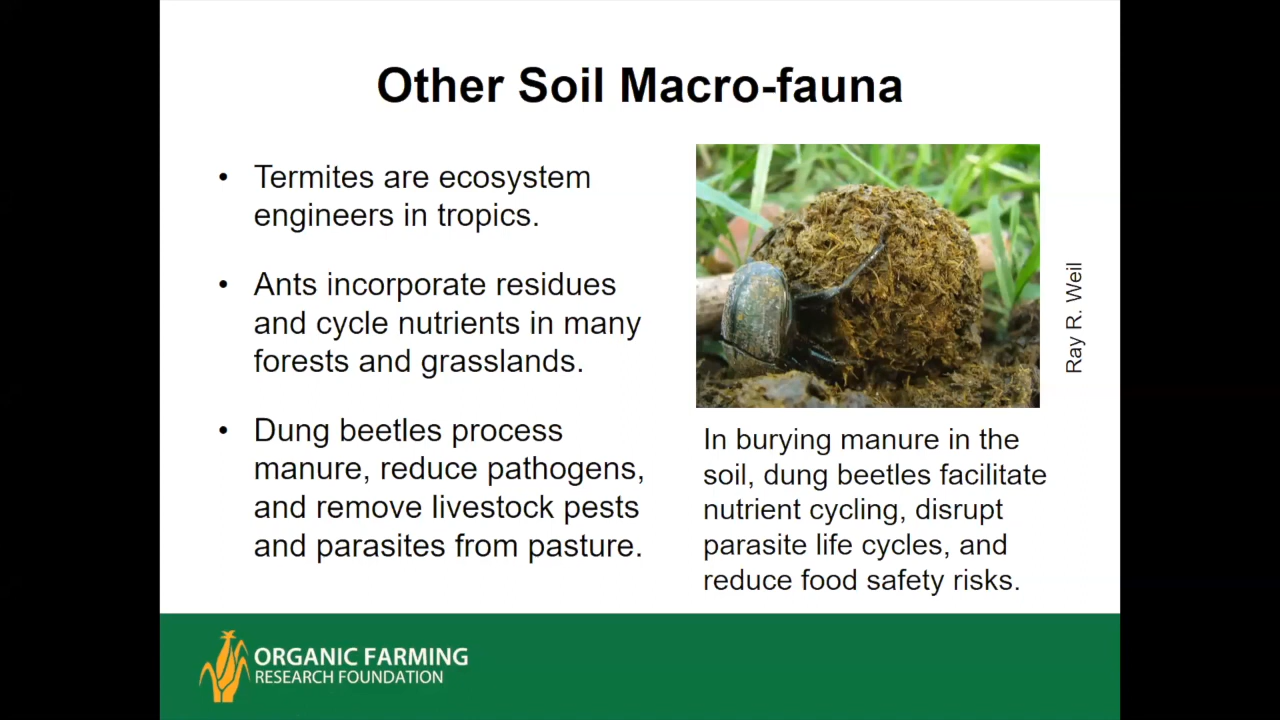 Other Soil Macro-fauna
• Termites are ecosystem
engineers in tropics.
• Ants incorporate residues
and cycle nutrients in many
forests and grasslands.
• Dung beetles process
manure, reduce pathogens,
and remove livestock pests
and parasites from pasture.
Ray R. Weil
In burying manure in the
soil, dung beetles facilitate
nutrient cycling, disrupt
parasite life cycles, and
reduce food safety risks.
ORGANIC FARMING
RESEARCH FOUNDATION